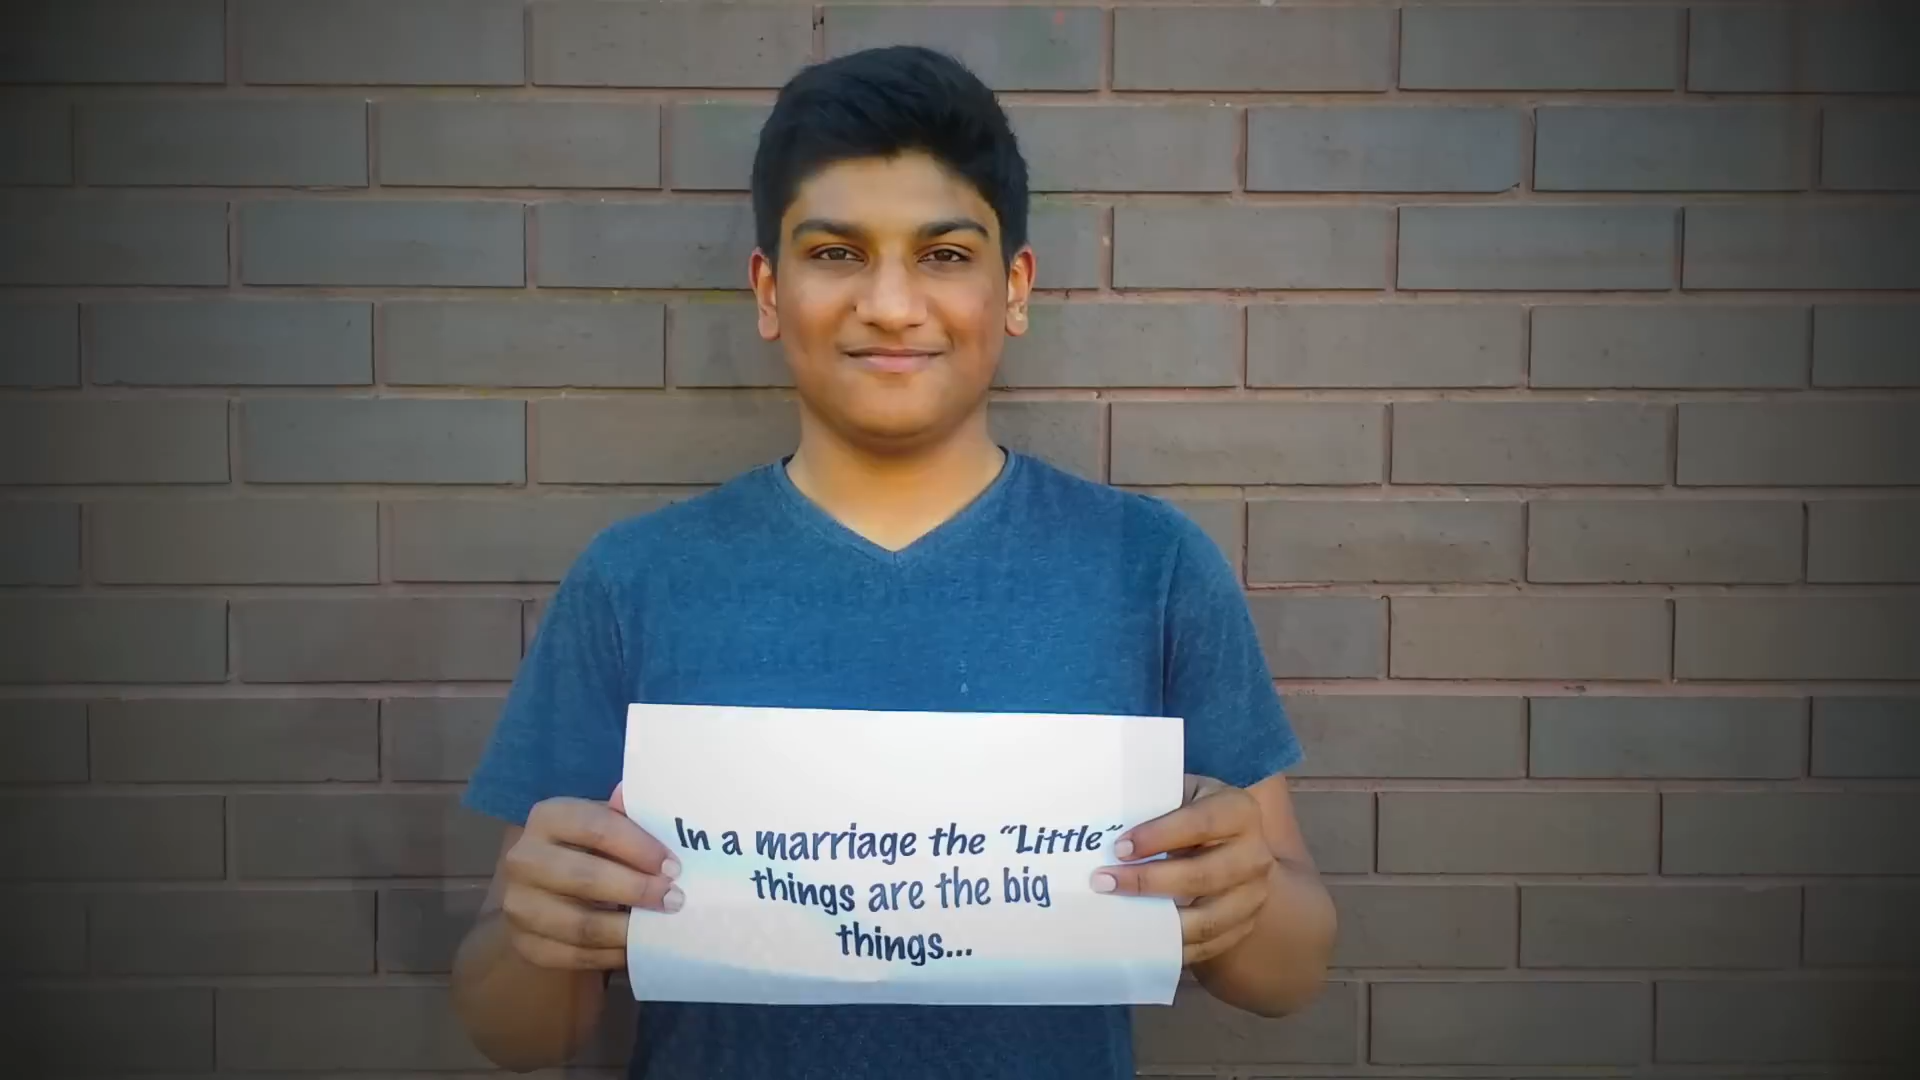 In a marriage the “Little”
things are the big
things...